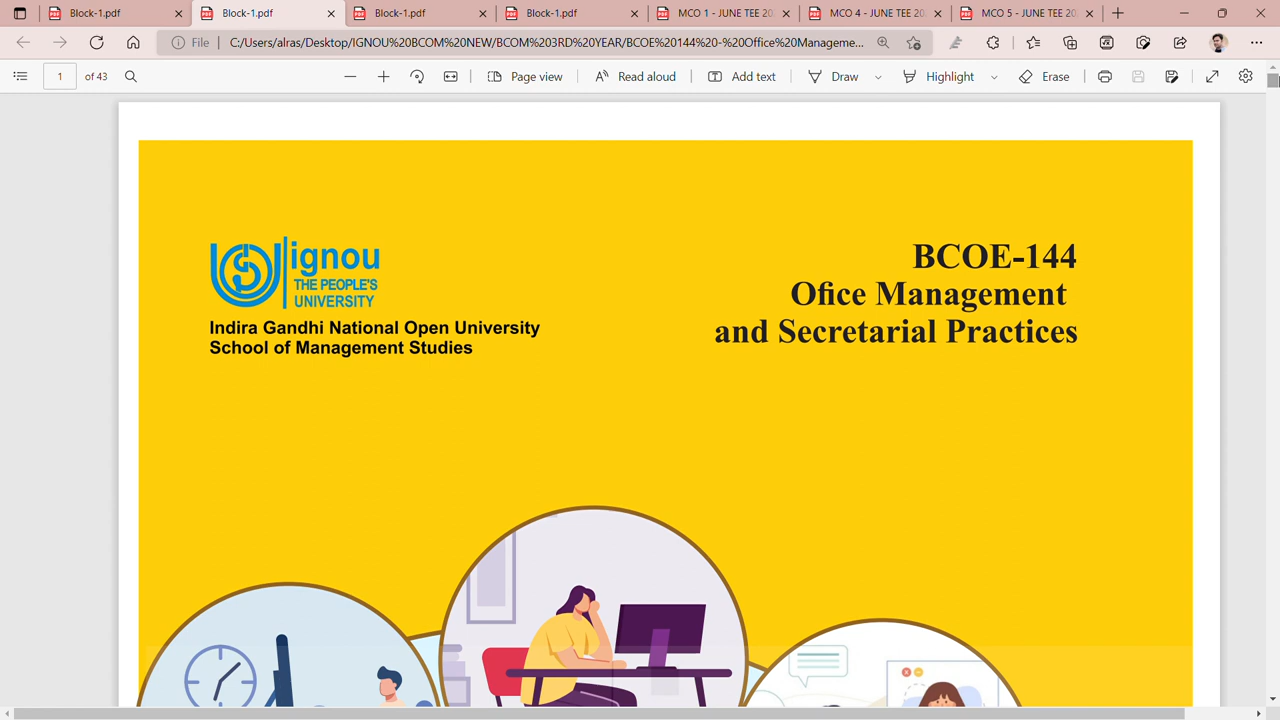 Block-1.pdf
Block-1.pdf
Block-1.pdf
Block-1.pdf
MCO 1 - JUNE TEE 20
MCO 4 - JUNE TEE 20
MCO 5 - JUNE TEE 20
File
C:/Users/alras/Desktop/IGNOU%20BCOM%20NEW/BCOM%203RD%20YEAR/BCOE%20144%20-%20Office%20Manageme...
1 of 43
Page view
Read aloud
Add text
Draw
Highlight
Erase
ignou
THE PEOPLE'S
UNIVERSITY
Indira Gandhi National Open University
School of Management Studies
BCOE-144
Ofice Management
and Secretarial Practices